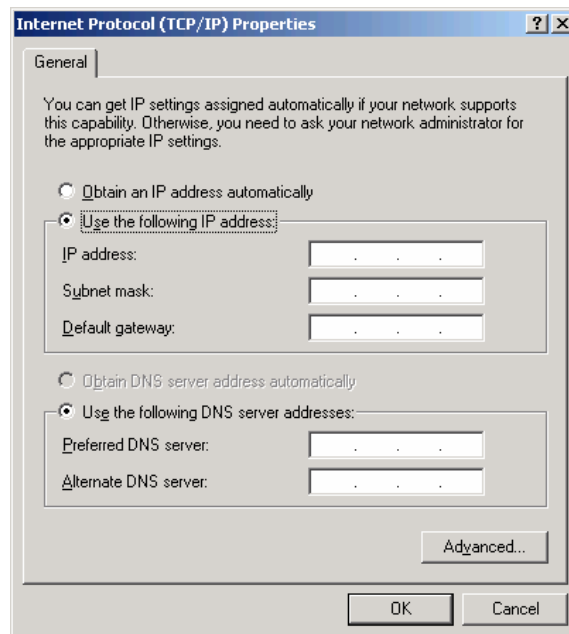 Internet Protocol (TCP/IP) Properties
General
You can get IP settings assigned automatically if your network supports
this capability. Otherwise, you need to ask your network administrator for
the appropriate IP settings.
Obtain an IP address automatically
Use the following IP address:
IP address:
Subnet mask:
Default gateway:
Obtain DNS server address automatically
Use the following DNS server addresses:
Preferred DNS server:
Alternate DNS server:
Advanced...
OK
Cancel